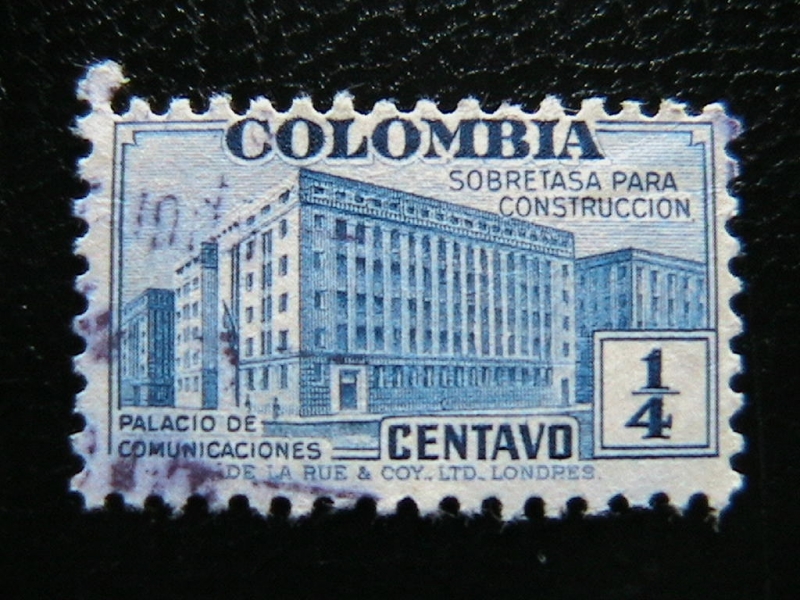 COLOMBIA
SOBRETASA PARA
CONSTRUCCION
1/4
PALACIO DE
COMUNICACIONES
CENTAVO
DE LA RUE & COY., LTD. LONDRES.